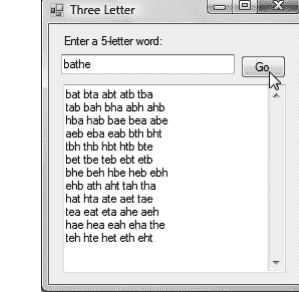 Three Letter
Enter a 5-letter word:
bathe
Go
bat bta abt atb tba
tab bah bha abh ahb
hba hab bae bea abe
aeb eba eab bth bht
tbh thb hbt htb bte
bet tbe teb ebt etb
bhe beh hbe heb ebh
ehb ath aht tah tha
hat hta ate aet tae
tea eat eta ahe aeh
hae hea eah eha the
teh hte het eth eht